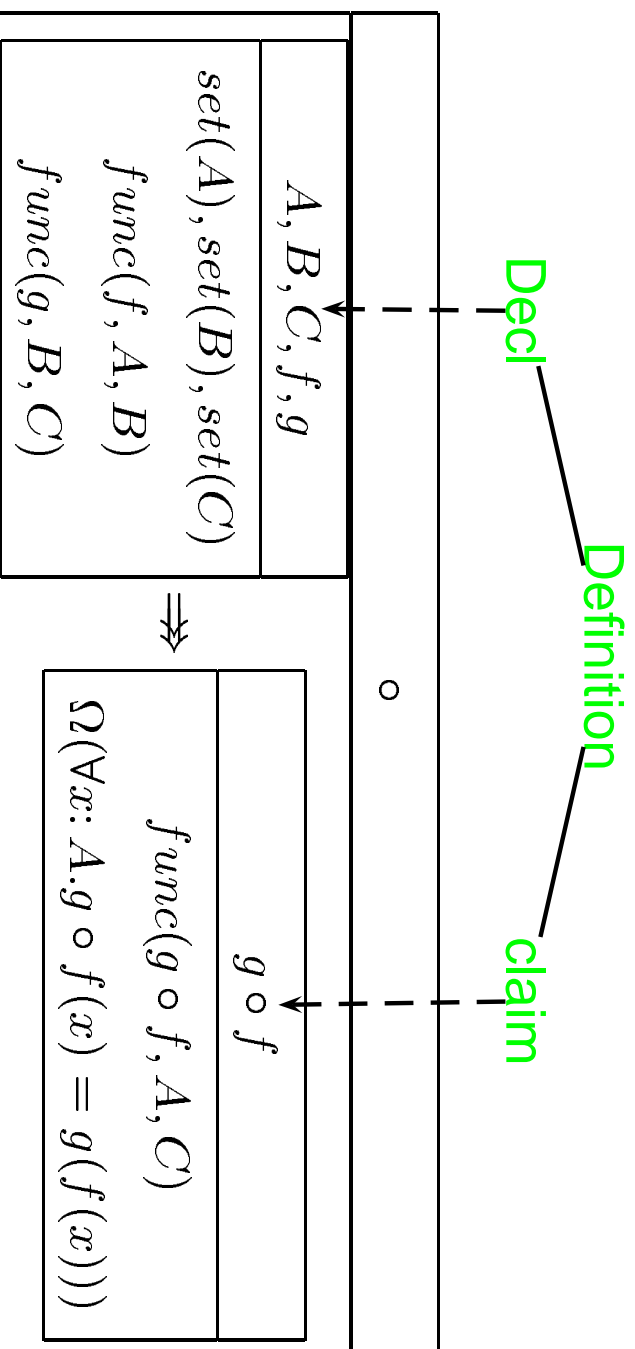 Definition
Decl
claim
∘
A, B, C, f, g
set(A), set(B), set(C)
func(f, A, B)
func(g, B, C)
⇒
g ∘ f
func(g ∘ f, A, C)
Ω(∀x: A.g ∘ f(x) = g(f(x)))